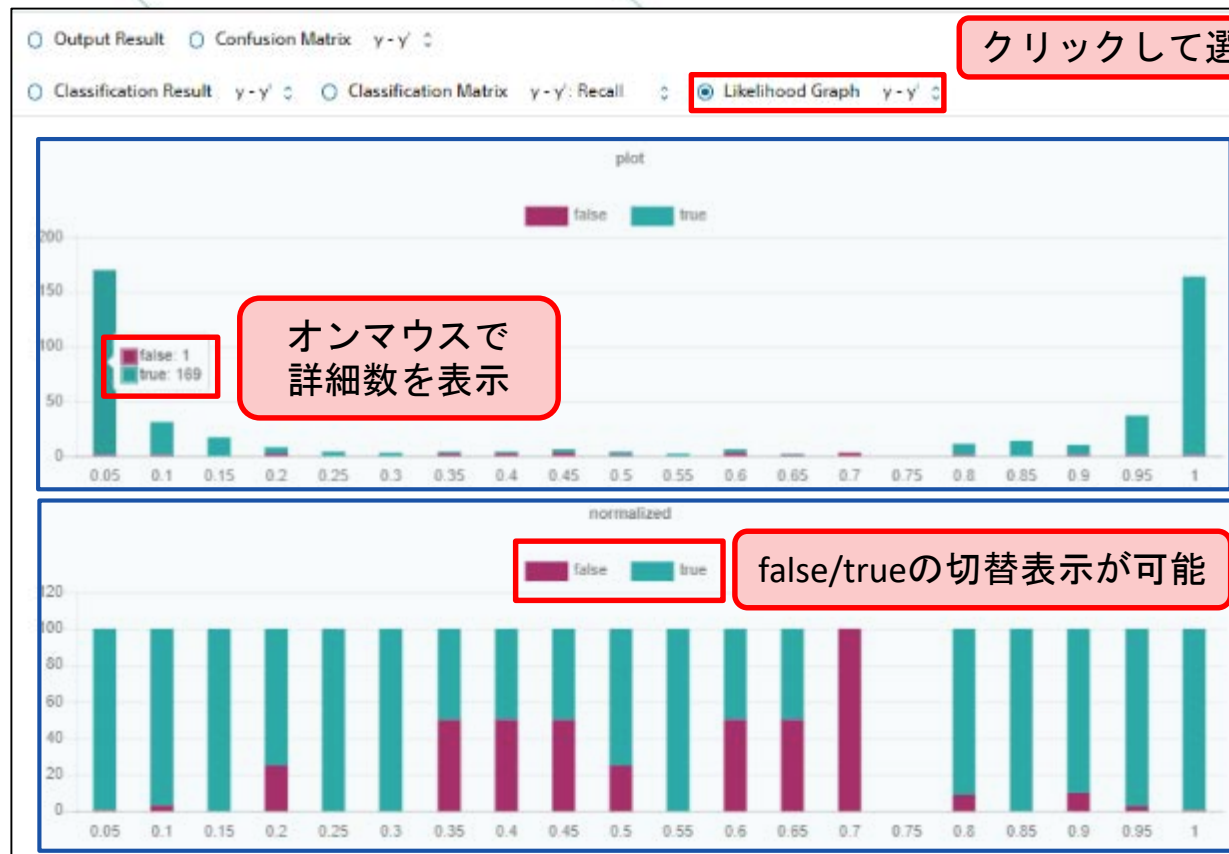 Output Result Confusion Matrix y - y'
クリックして選
Classification Result y - y' Classification Matrix y - y': Recall Likelihood Graph y - y'
plot
false true
200
150
100
50
0
false: 1
true: 169
オンマウスで
詳細数を表示
0.05 0.1 0.15 0.2 0.25 0.3 0.35 0.4 0.45 0.5 0.55 0.6 0.65 0.7 0.75 0.8 0.85 0.9 0.95 1
normalized
false true
false/trueの切替表示が可能
120
100
80
60
40
20
0
0.05 0.1 0.15 0.2 0.25 0.3 0.35 0.4 0.45 0.5 0.55 0.6 0.65 0.7 0.75 0.8 0.85 0.9 0.95 1